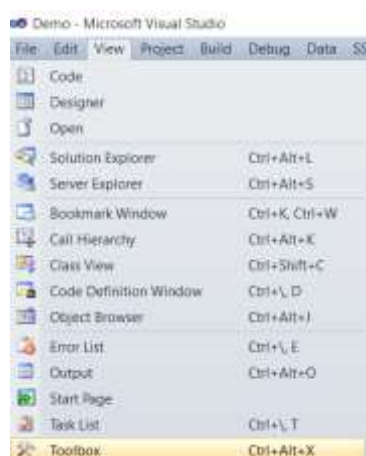 Demo - Microsoft Visual Studio
File Edit View Project Build Debug Data SS
Code
Designer
Open
Solution Explorer Ctrl+Alt+L
Server Explorer Ctrl+Alt+S
Bookmark Window Ctrl+K, Ctrl+W
Call Hierarchy Ctrl+Alt+K
Class View Ctrl+Shift+C
Code Definition Window Ctrl+\, D
Object Browser Ctrl+Alt+J
Error List Ctrl+\, E
Output Ctrl+Alt+O
Start Page
Task List Ctrl+\, T
Toolbox Ctrl+Alt+X